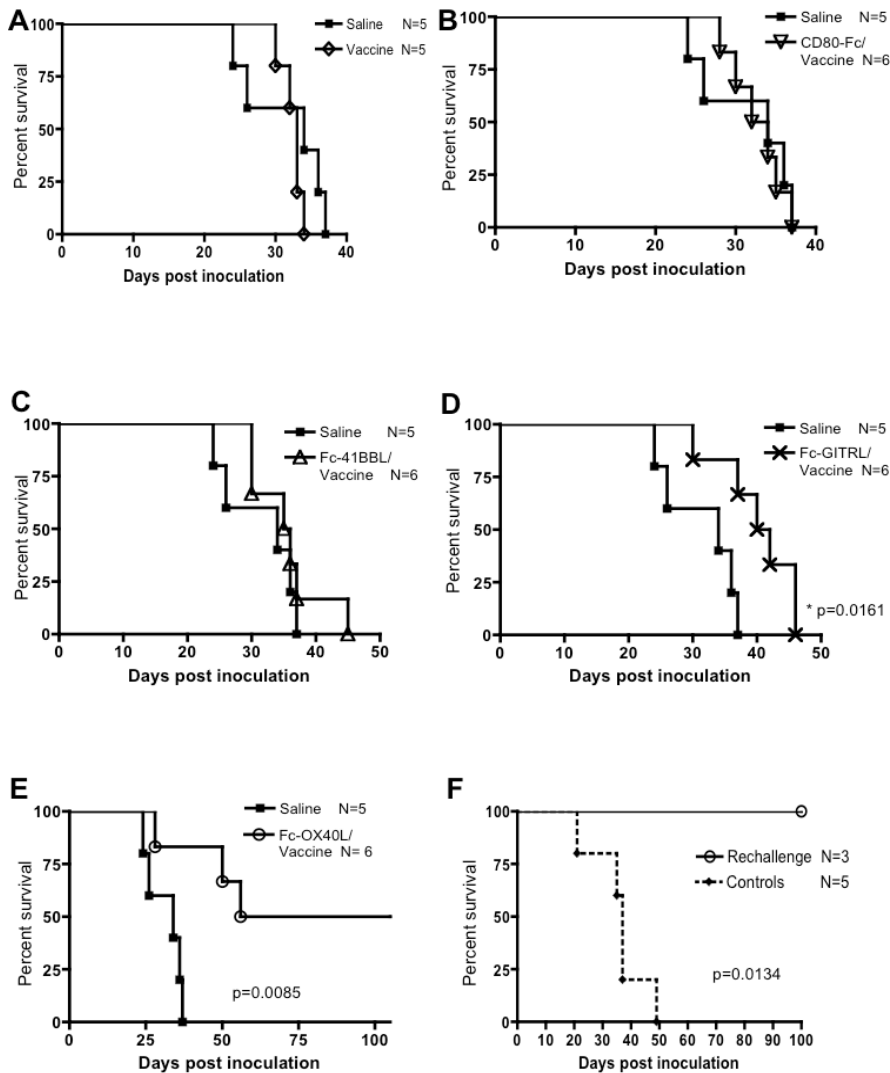 A
Saline N=5
Vaccine N=5
Percent survival
100
75
50
25
0
0 10 20 30 40
Days post inoculation
B
Saline N=5
CD80-Fc/
Vaccine N=6
Percent survival
100
75
50
25
0
0 10 20 30 40
Days post inoculation
C
Saline N=5
Fc-41BBL/
Vaccine N=6
Percent survival
100
75
50
25
0
0 10 20 30 40 50
Days post inoculation
D
Saline N=5
Fc-GITRL/
Vaccine N=6
Percent survival
100
75
50
25
0
* p=0.0161
0 10 20 30 40 50
Days post inoculation
E
Saline N=5
Fc-OX40L/
Vaccine N= 6
Percent survival
100
75
50
25
0
p=0.0085
0 25 50 75 100
Days post inoculation
F
Rechallenge N=3
Controls N=5
Percent survival
100
75
50
25
0
p=0.0134
0 10 20 30 40 50 60 70 80 90 100
Days post inoculation